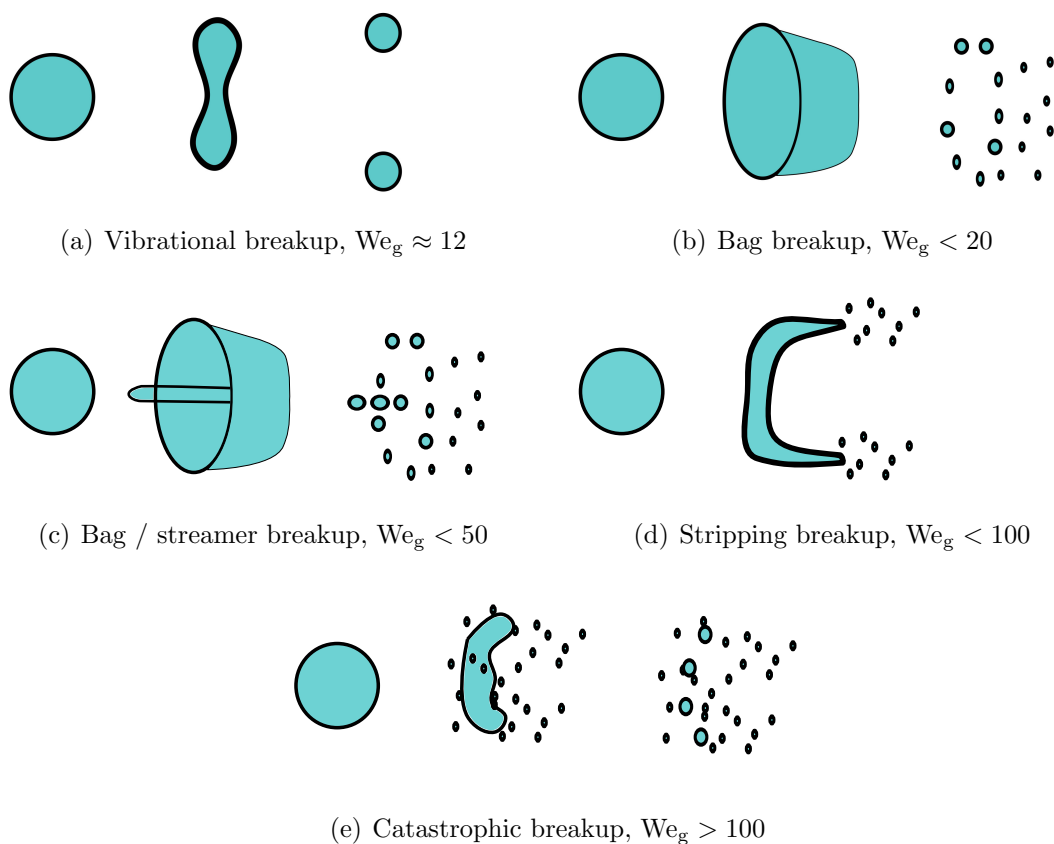 (a) Vibrational breakup, We_g ≈ 12
(b) Bag breakup, We_g < 20
(c) Bag / streamer breakup, We_g < 50
(d) Stripping breakup, We_g < 100
(e) Catastrophic breakup, We_g > 100